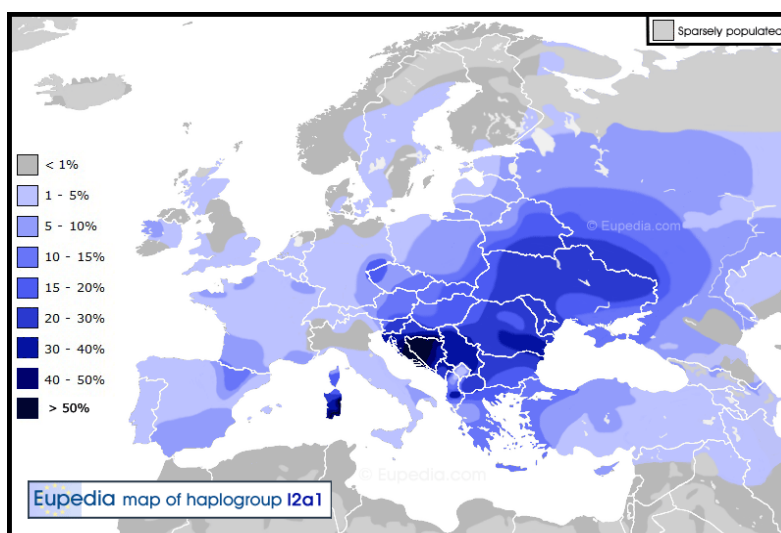 Sparsely populated
< 1%
1 - 5%
5 - 10%
10 - 15%
15 - 20%
20 - 30%
30 - 40%
40 - 50%
> 50%
© Eupedia.com
© Eupedia.com
Eupedia map of haplogroup I2a1